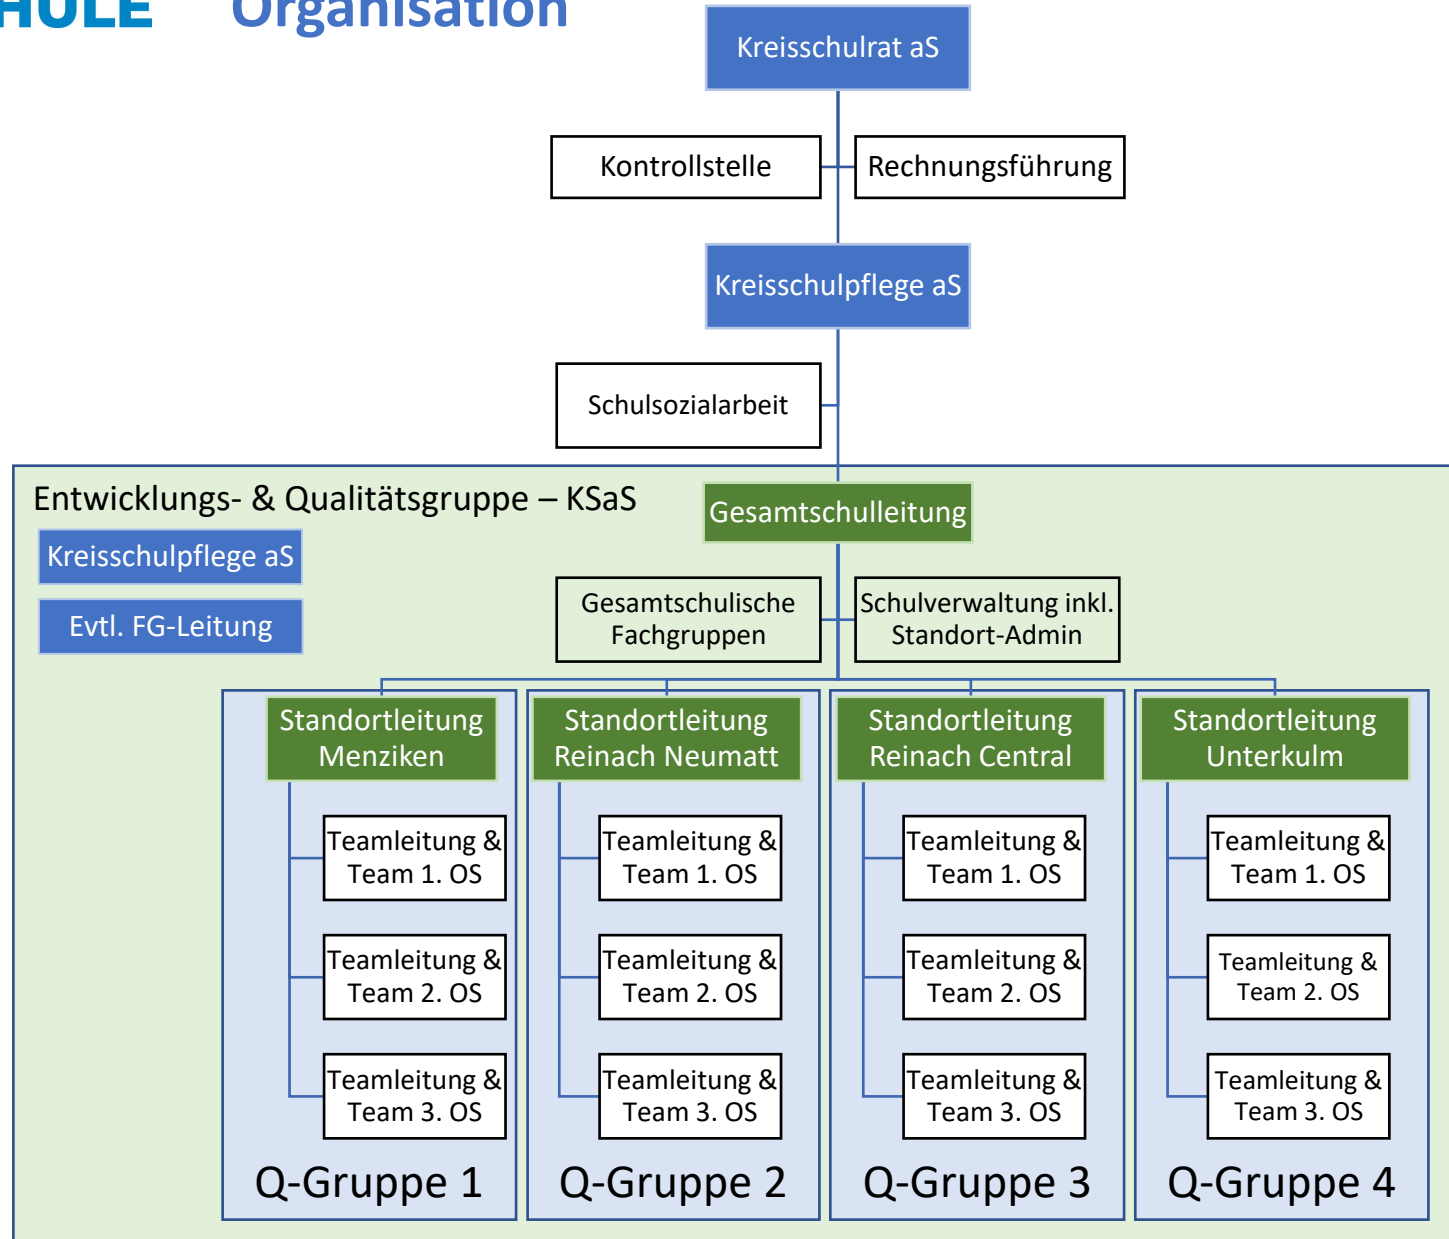 Organisation
Kreisschulrat aS
Kontrollstelle
Rechnungsführung
Kreisschulpflege aS
Schulsozialarbeit
Entwicklungs- & Qualitätsgruppe – KSaS
Gesamtschulleitung
Kreisschulpflege aS
Evtl. FG-Leitung
Gesamtschulische
Fachgruppen
Schulverwaltung inkl.
Standort-Admin
Standortleitung
Menziken
Teamleitung &
Team 1. OS
Teamleitung &
Team 2. OS
Teamleitung &
Team 3. OS
Q-Gruppe 1
Standortleitung
Reinach Neumatt
Teamleitung &
Team 1. OS
Teamleitung &
Team 2. OS
Teamleitung &
Team 3. OS
Q-Gruppe 2
Standortleitung
Reinach Central
Teamleitung &
Team 1. OS
Teamleitung &
Team 2. OS
Teamleitung &
Team 3. OS
Q-Gruppe 3
Standortleitung
Unterkulm
Teamleitung &
Team 1. OS
Teamleitung &
Team 2. OS
Teamleitung &
Team 3. OS
Q-Gruppe 4